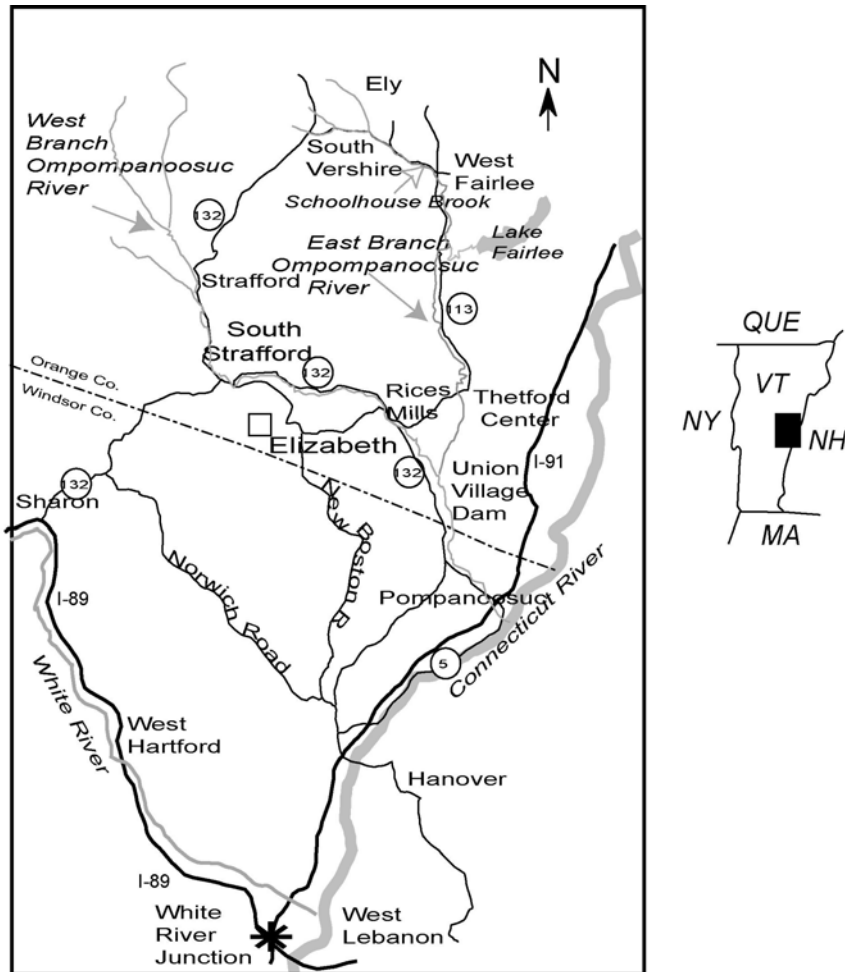 N
Ely
West
Branch
Ompompanoosuc
River
South
Vershire
West
Fairlee
Schoolhouse Brook
132
East Branch
Ompompanoosuc
River
Lake
Fairlee
Strafford
113
South
Strafford
132
Orange Co.
Windsor Co.
Rices
Mills
Thetford
Center
Elizabeth
132
Union
Village
Dam
I-91
132
Sharon
New Boston R
Norwich Road
Pompanoosuc
Connecticut River
5
I-89
White River
West
Hartford
Hanover
I-89
White
River
Junction
West
Lebanon
QUE
VT
NY
NH
MA